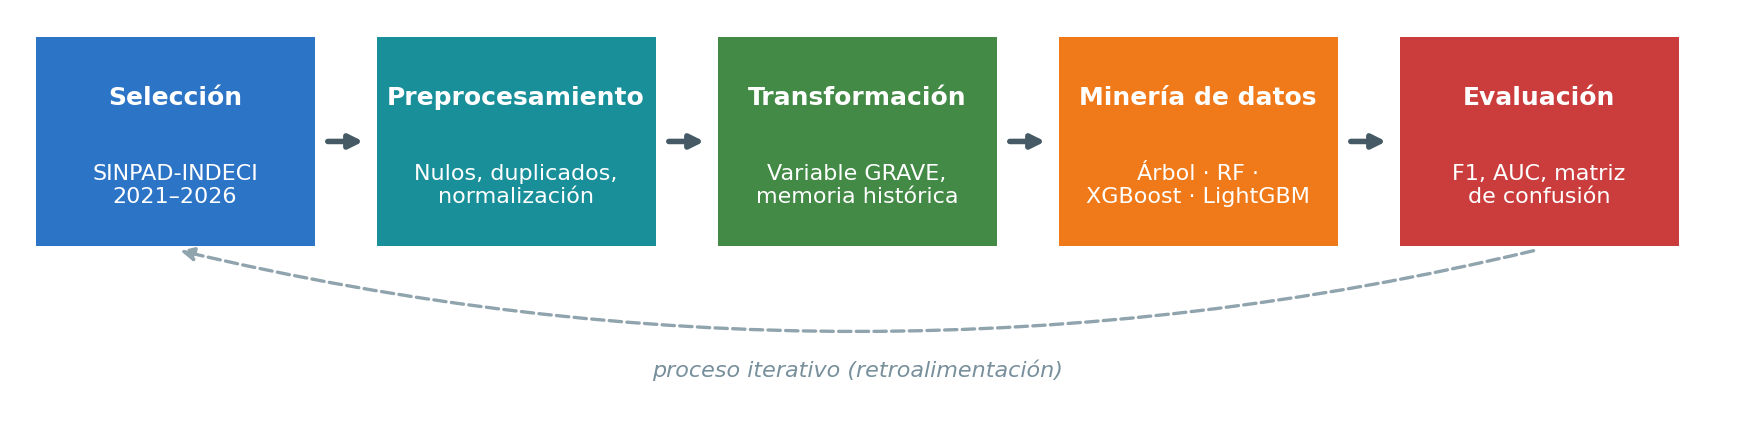 Selección
SINPAD-INDECI
2021–2026
Preprocesamiento
Nulos, duplicados,
normalización
Transformación
Variable GRAVE,
memoria histórica
Minería de datos
Árbol · RF ·
XGBoost · LightGBM
Evaluación
F1, AUC, matriz
de confusión
proceso iterativo (retroalimentación)